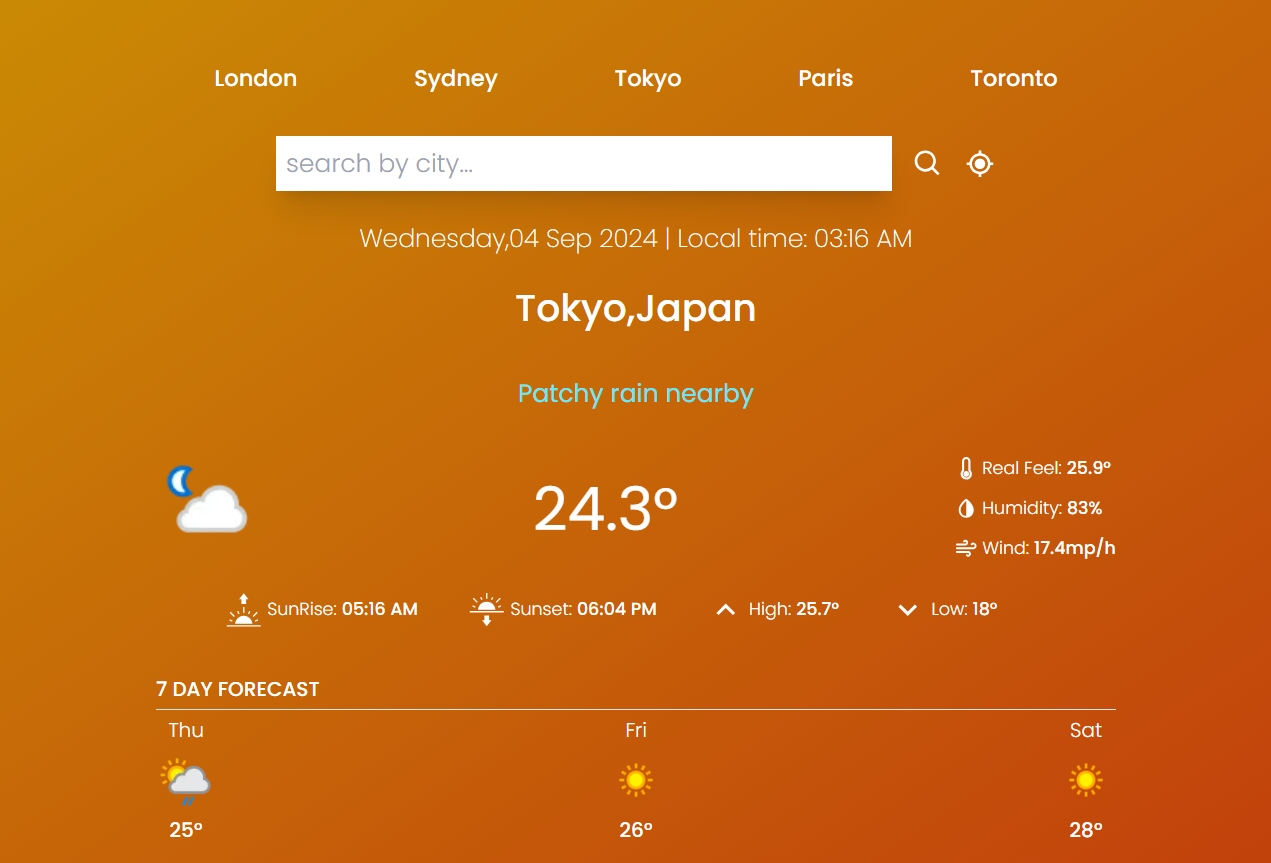 London Sydney Tokyo Paris Toronto
search by city...
Wednesday,04 Sep 2024 | Local time: 03:16 AM
Tokyo,Japan
Patchy rain nearby
24.3°
Real Feel: 25.9°
Humidity: 83%
Wind: 17.4mp/h
SunRise: 05:16 AM Sunset: 06:04 PM High: 25.7° Low: 18°
7 DAY FORECAST
Thu Fri Sat
25° 26° 28°